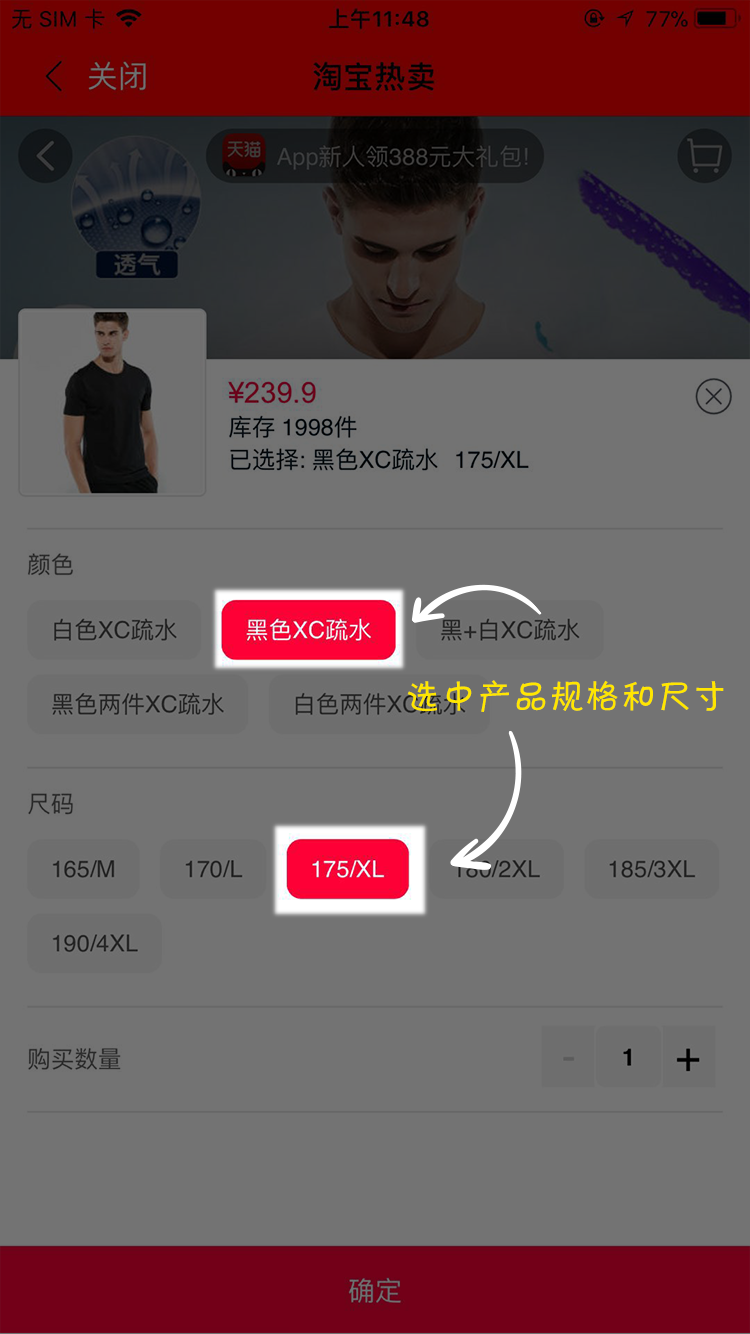 无 SIM 卡
上午11:48
77%
关闭
淘宝热卖
天猫
App新人领388元大礼包!
透气
¥239.9
库存 1998件
已选择: 黑色XC疏水 175/XL
颜色
白色XC疏水
黑色XC疏水
黑+白XC疏水
黑色两件XC疏水
白色两件XC疏水
选中产品规格和尺寸
尺码
165/M
170/L
175/XL
180/2XL
185/3XL
190/4XL
购买数量
-
1
+
确定